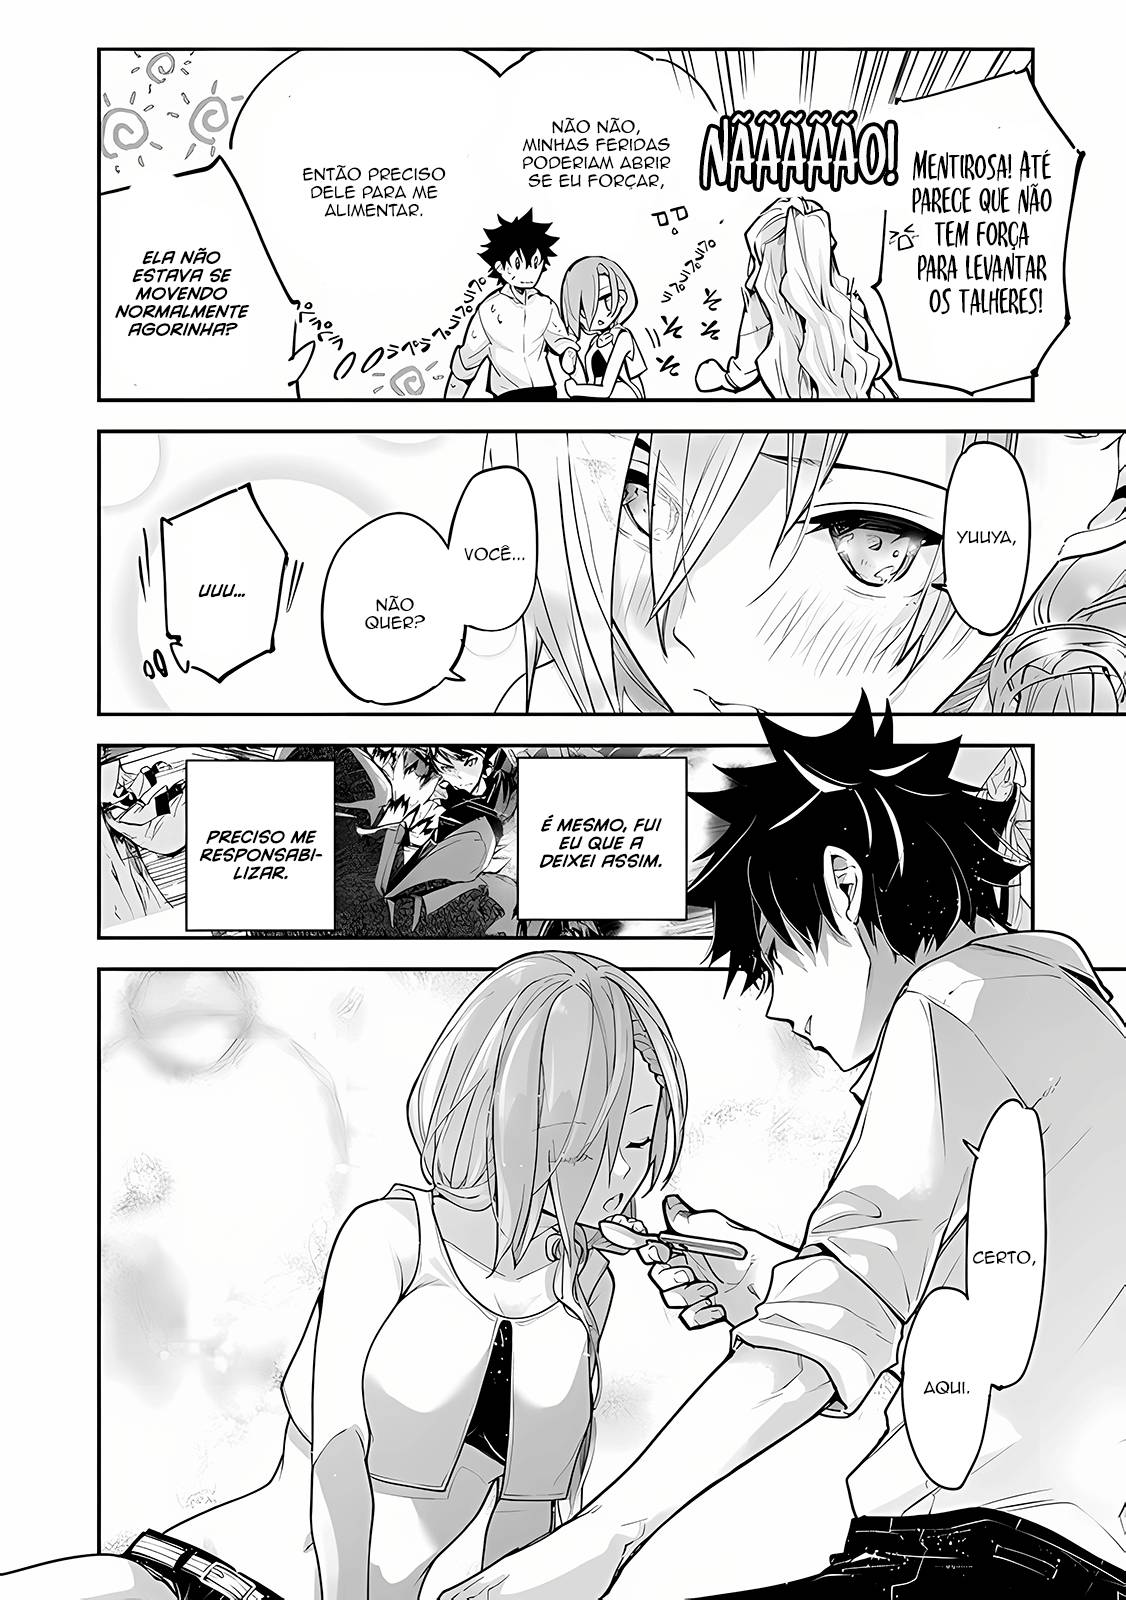 NÃÃÃÃÃO!
MENTIROSA! ATÉ
PARECE QUE NÃO
TEM FORÇA
PARA LEVANTAR
OS TALHERES!
NÃO NÃO,
MINHAS FERIDAS
PODERIAM ABRIR
SE EU FORÇAR,
ENTÃO PRECISO
DELE PARA ME
ALIMENTAR.
ELA NÃO
ESTAVA SE
MOVENDO
NORMALMENTE
AGORINHA?
YUUYA,
VOCÊ...
NÃO
QUER?
UUU...
É MESMO, FUI
EU QUE A
DEIXEI ASSIM.
PRECISO ME
RESPONSABI-
LIZAR.
CERTO,
AQUI.